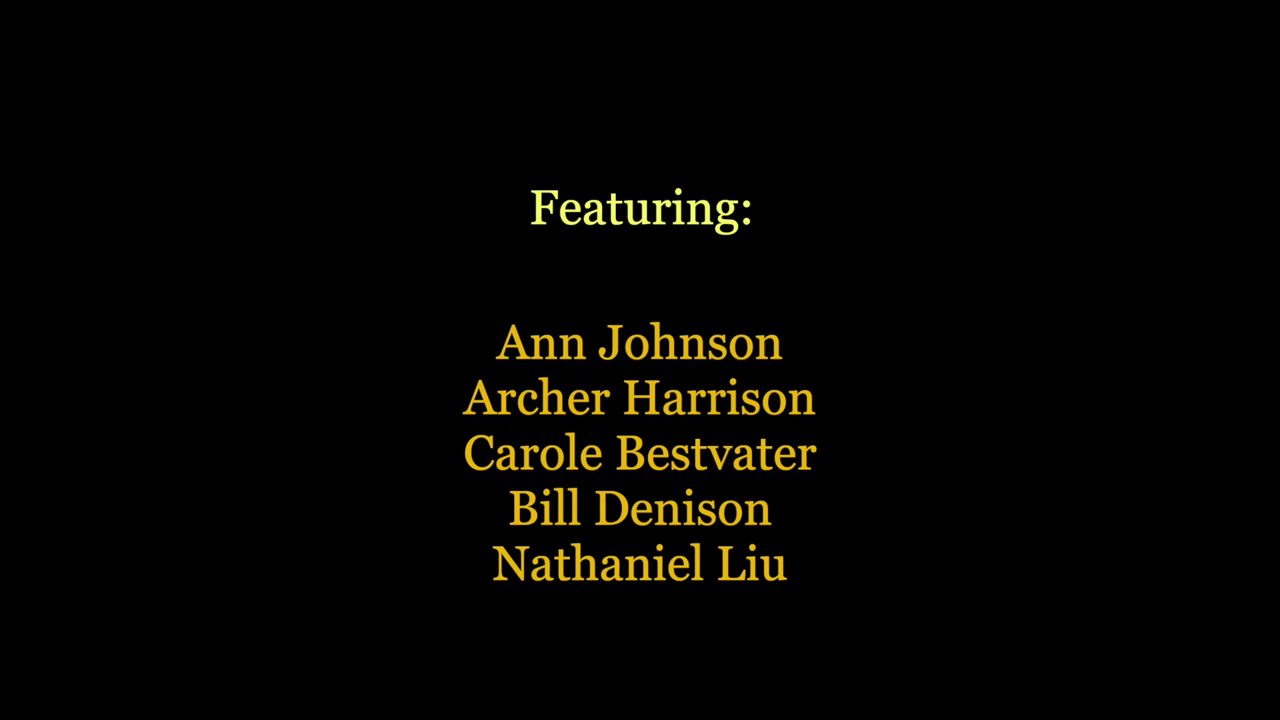 Featuring:
Ann Johnson
Archer Harrison
Carole Bestvater
Bill Denison
Nathaniel Liu